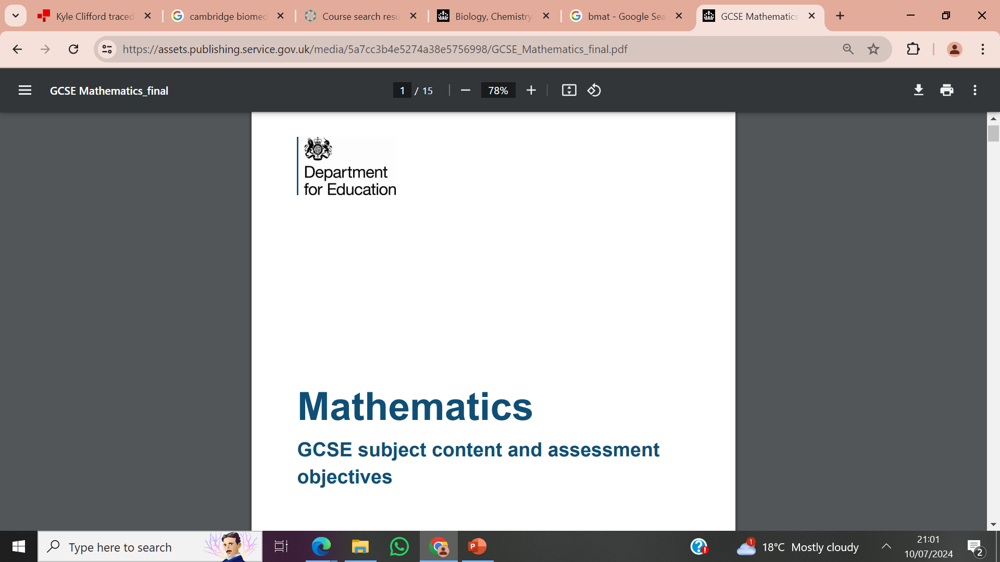 Kyle Clifford traced
cambridge biomed
Course search resu
Biology, Chemistry
bmat - Google Sea
GCSE Mathematics
https://assets.publishing.service.gov.uk/media/5a7cc3b4e5274a38e5756998/GCSE_Mathematics_final.pdf
GCSE Mathematics_final
1 / 15
78%
Department
for Education
Mathematics
GCSE subject content and assessment
objectives
Type here to search
P
1
18°C Mostly cloudy
21:01
10/07/2024
2